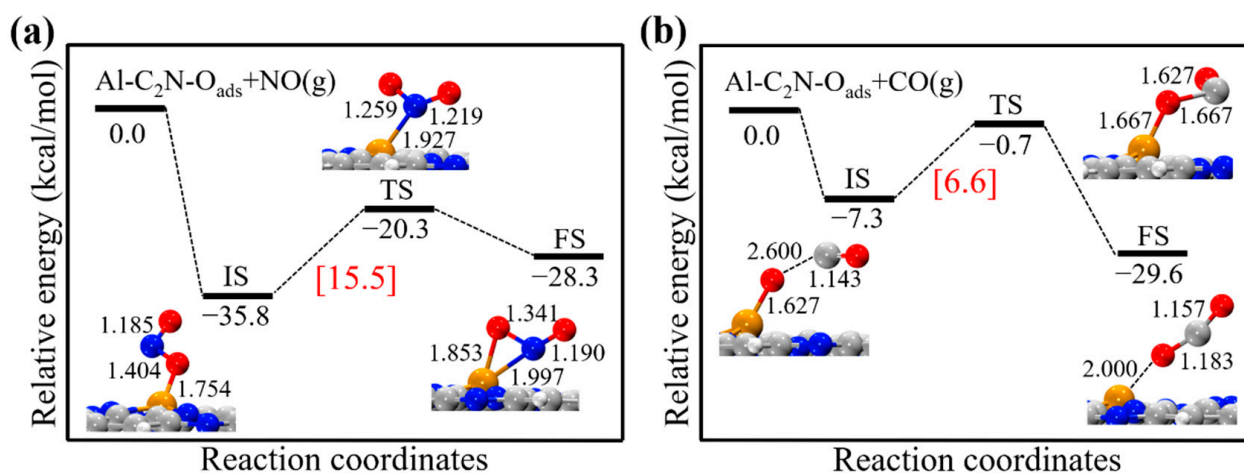 (a)
Relative energy (kcal/mol)
Al-C2N-Oads+NO(g)
0.0
IS
−35.8
[15.5]
TS
−20.3
FS
−28.3
1.185
1.404
1.754
1.259
1.219
1.927
1.341
1.853
1.190
1.997
Reaction coordinates
(b)
Relative energy (kcal/mol)
Al-C2N-Oads+CO(g)
0.0
IS
−7.3
[6.6]
TS
−0.7
FS
−29.6
2.600
1.143
1.627
1.627
1.667
1.667
1.157
2.000
1.183
Reaction coordinates